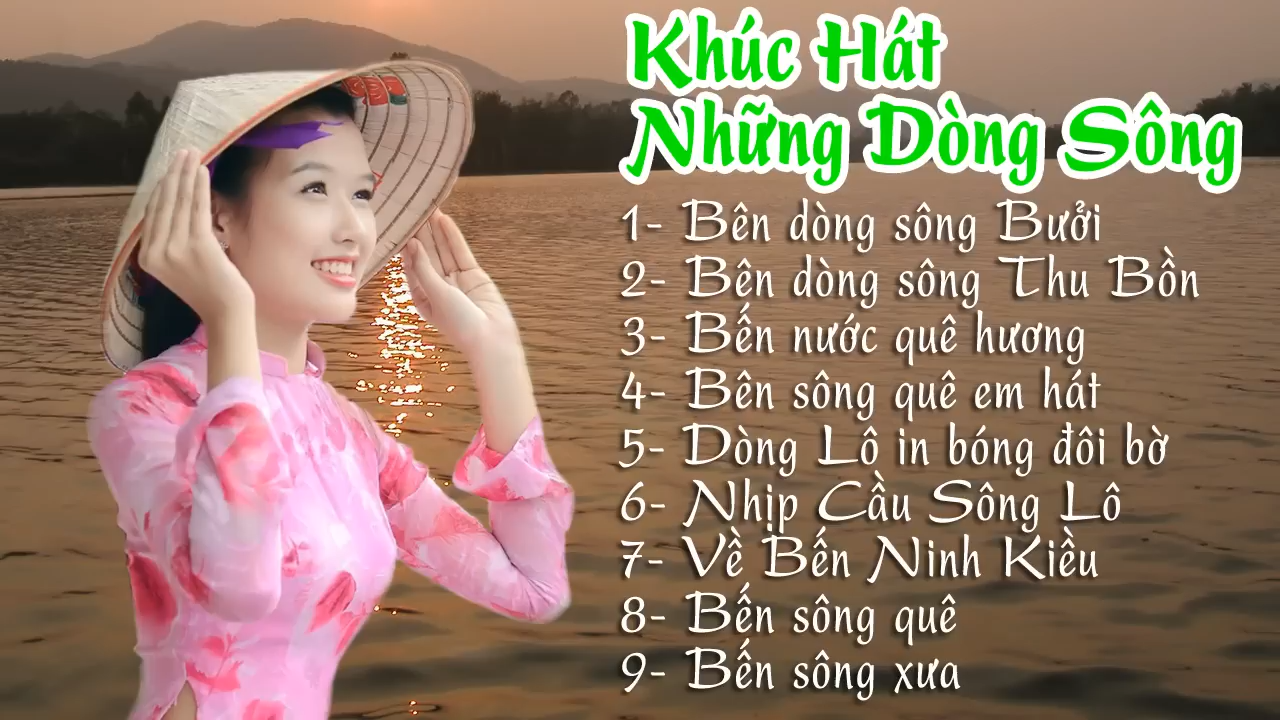 Khúc Hát
Những Dòng Sông
1- Bên dòng sông Bưởi
2- Bên dòng sông Thu Bồn
3- Bến nước quê hương
4- Bên sông quê em hát
5- Dòng Lô in bóng đôi bờ
6- Nhịp Cầu Sông Lô
7- Về Bến Ninh Kiều
8- Bến sông quê
9- Bến sông xưa